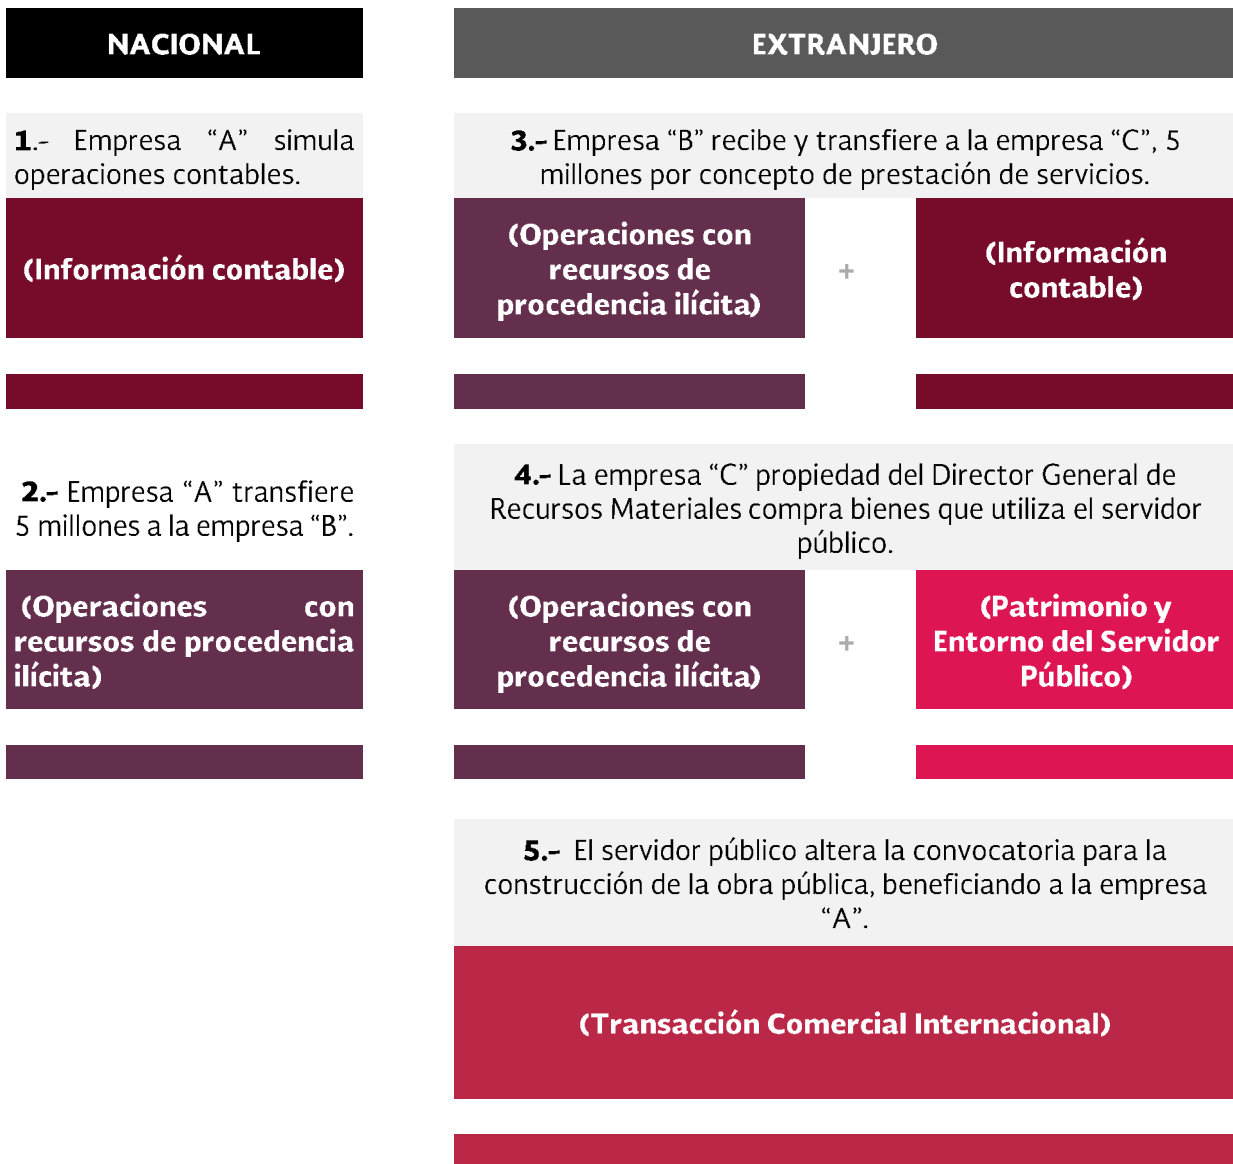 NACIONAL
1.- Empresa “A” simula
operaciones contables.
(Información contable)
2.- Empresa “A” transfiere
5 millones a la empresa “B”.
(Operaciones con
recursos de procedencia
ilícita)
EXTRANJERO
3.- Empresa “B” recibe y transfiere a la empresa “C”, 5
millones por concepto de prestación de servicios.
(Operaciones con
recursos de
procedencia ilícita)
+
(Información
contable)
4.- La empresa “C” propiedad del Director General de
Recursos Materiales compra bienes que utiliza el servidor
público.
(Operaciones con
recursos de
procedencia ilícita)
+
(Patrimonio y
Entorno del Servidor
Público)
5.- El servidor público altera la convocatoria para la
construcción de la obra pública, beneficiando a la empresa
“A”.
(Transacción Comercial Internacional)